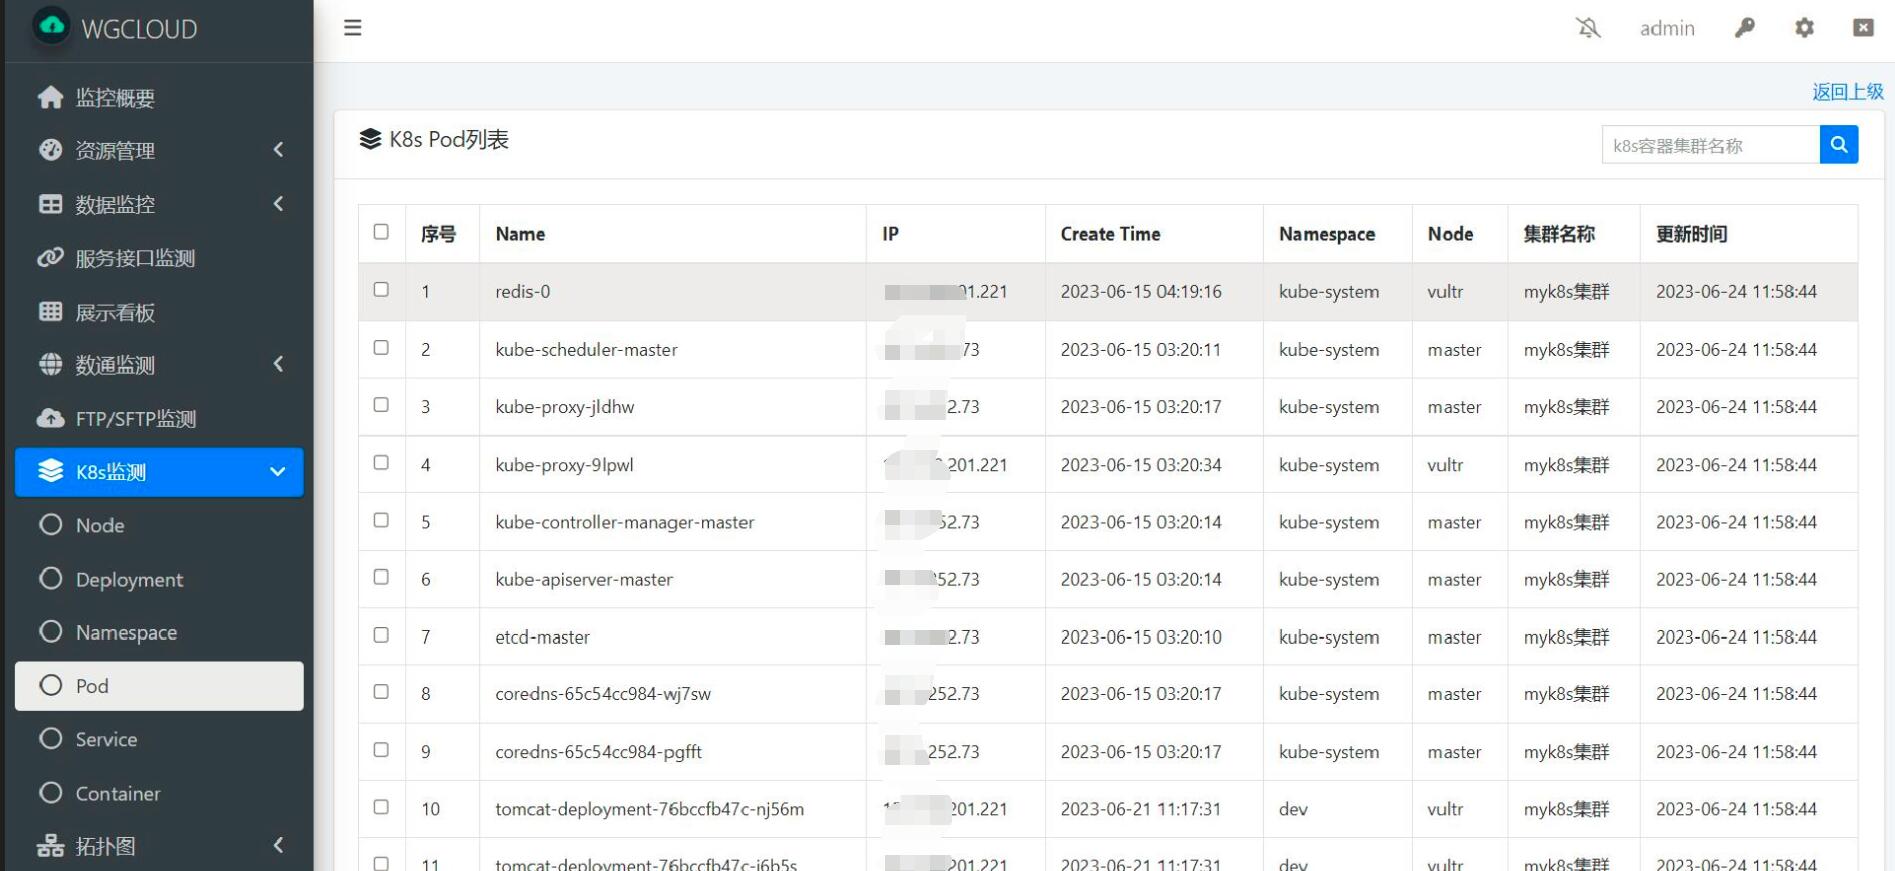 WGCLOUD
admin
监控概要
资源管理
数据监控
服务接口监测
展示看板
数通监测
FTP/SFTP监测
K8s监测
Node
Deployment
Namespace
Pod
Service
Container
拓扑图
返回上级
K8s Pod列表
k8s容器集群名称
序号 Name IP Create Time Namespace Node 集群名称 更新时间
1 redis-0 01.221 2023-06-15 04:19:16 kube-system vultr myk8s集群 2023-06-24 11:58:44
2 kube-scheduler-master 73 2023-06-15 03:20:11 kube-system master myk8s集群 2023-06-24 11:58:44
3 kube-proxy-jldhw 2.73 2023-06-15 03:20:17 kube-system master myk8s集群 2023-06-24 11:58:44
4 kube-proxy-9lpwl .201.221 2023-06-15 03:20:34 kube-system vultr myk8s集群 2023-06-24 11:58:44
5 kube-controller-manager-master 52.73 2023-06-15 03:20:14 kube-system master myk8s集群 2023-06-24 11:58:44
6 kube-apiserver-master 52.73 2023-06-15 03:20:14 kube-system master myk8s集群 2023-06-24 11:58:44
7 etcd-master 2.73 2023-06-15 03:20:10 kube-system master myk8s集群 2023-06-24 11:58:44
8 coredns-65c54cc984-wj7sw 252.73 2023-06-15 03:20:17 kube-system master myk8s集群 2023-06-24 11:58:44
9 coredns-65c54cc984-pgfft .252.73 2023-06-15 03:20:17 kube-system master myk8s集群 2023-06-24 11:58:44
10 tomcat-deployment-76bccfb47c-nj56m 201.221 2023-06-21 11:17:31 dev vultr myk8s集群 2023-06-24 11:58:44
11 tomcat-deployment-76bccfb47c-j6b5s .201.221 2023-06-21 11:17:31 dev vultr myk8s集群 2023-06-24 11:58:44